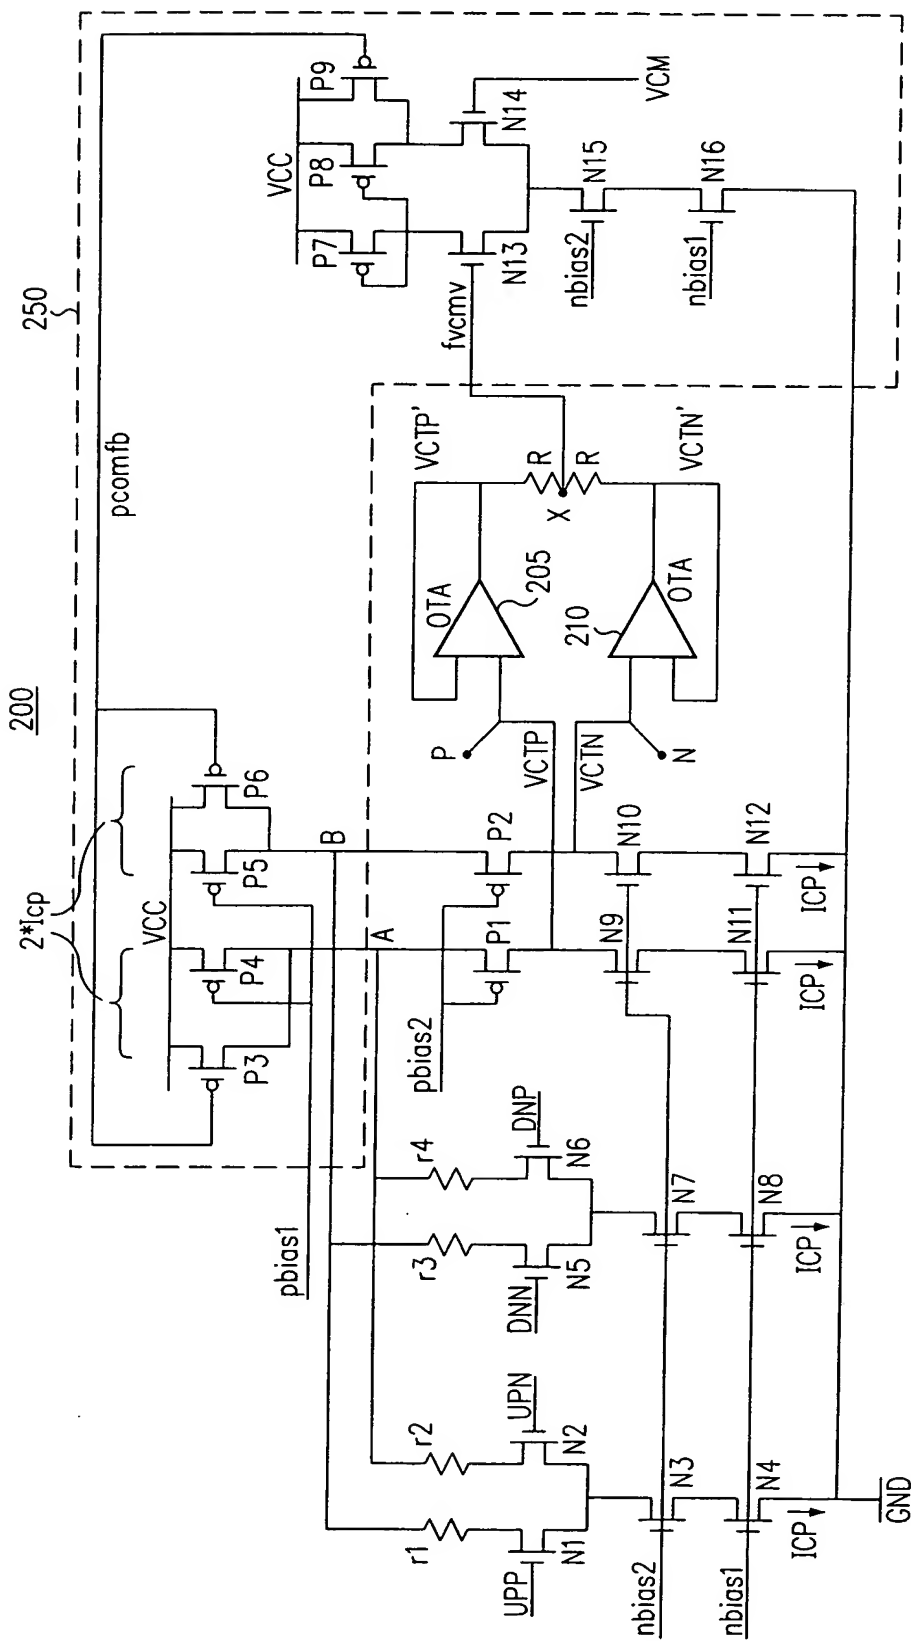 200
250
2*Icp
pcomfb
VCC
P3
P4
P5
P6
VCC
P7
P8
P9
pbias1
A
B
fvcmv
N13
N14
VCM
nbias2
N15
nbias1
N16
pbias2
P1
P2
VCTP
VCTN
P
N
OTA
205
210
OTA
VCTP'
VCTN'
R
R
X
r1
r2
r3
r4
UPP
N1
UPN
N2
DNN
N5
DNP
N6
nbias2
N3
N7
N9
N10
nbias1
N4
N8
N11
N12
ICP
ICP
ICP
ICP
GND